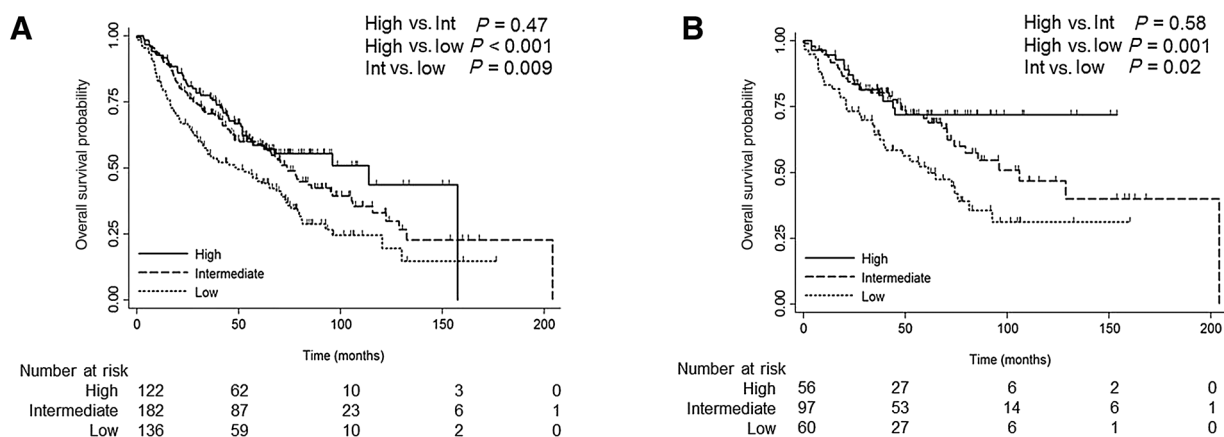 A
High vs. Int P = 0.47
High vs. low P < 0.001
Int vs. low P = 0.009
Overall survival probability
1.00
0.75
0.50
0.25
0.00
High
Intermediate
Low
0 50 100 150 200
Time (months)
Number at risk
High 122 62 10 3 0
Intermediate 182 87 23 6 1
Low 136 59 10 2 0
B
High vs. Int P = 0.58
High vs. low P = 0.001
Int vs. low P = 0.02
Overall survival probability
1.00
0.75
0.50
0.25
0.00
High
Intermediate
Low
0 50 100 150 200
Time (months)
Number at risk
High 56 27 6 2 0
Intermediate 97 53 14 6 1
Low 60 27 6 1 0